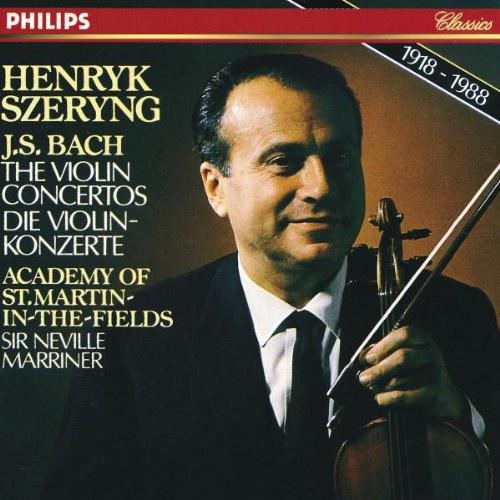 PHILIPS
Classics
1918 - 1988
HENRYK
SZERYNG
J.S. BACH
THE VIOLIN
CONCERTOS
DIE VIOLIN-
KONZERTE
ACADEMY OF
ST. MARTIN-
IN-THE-FIELDS
SIR NEVILLE
MARRINER